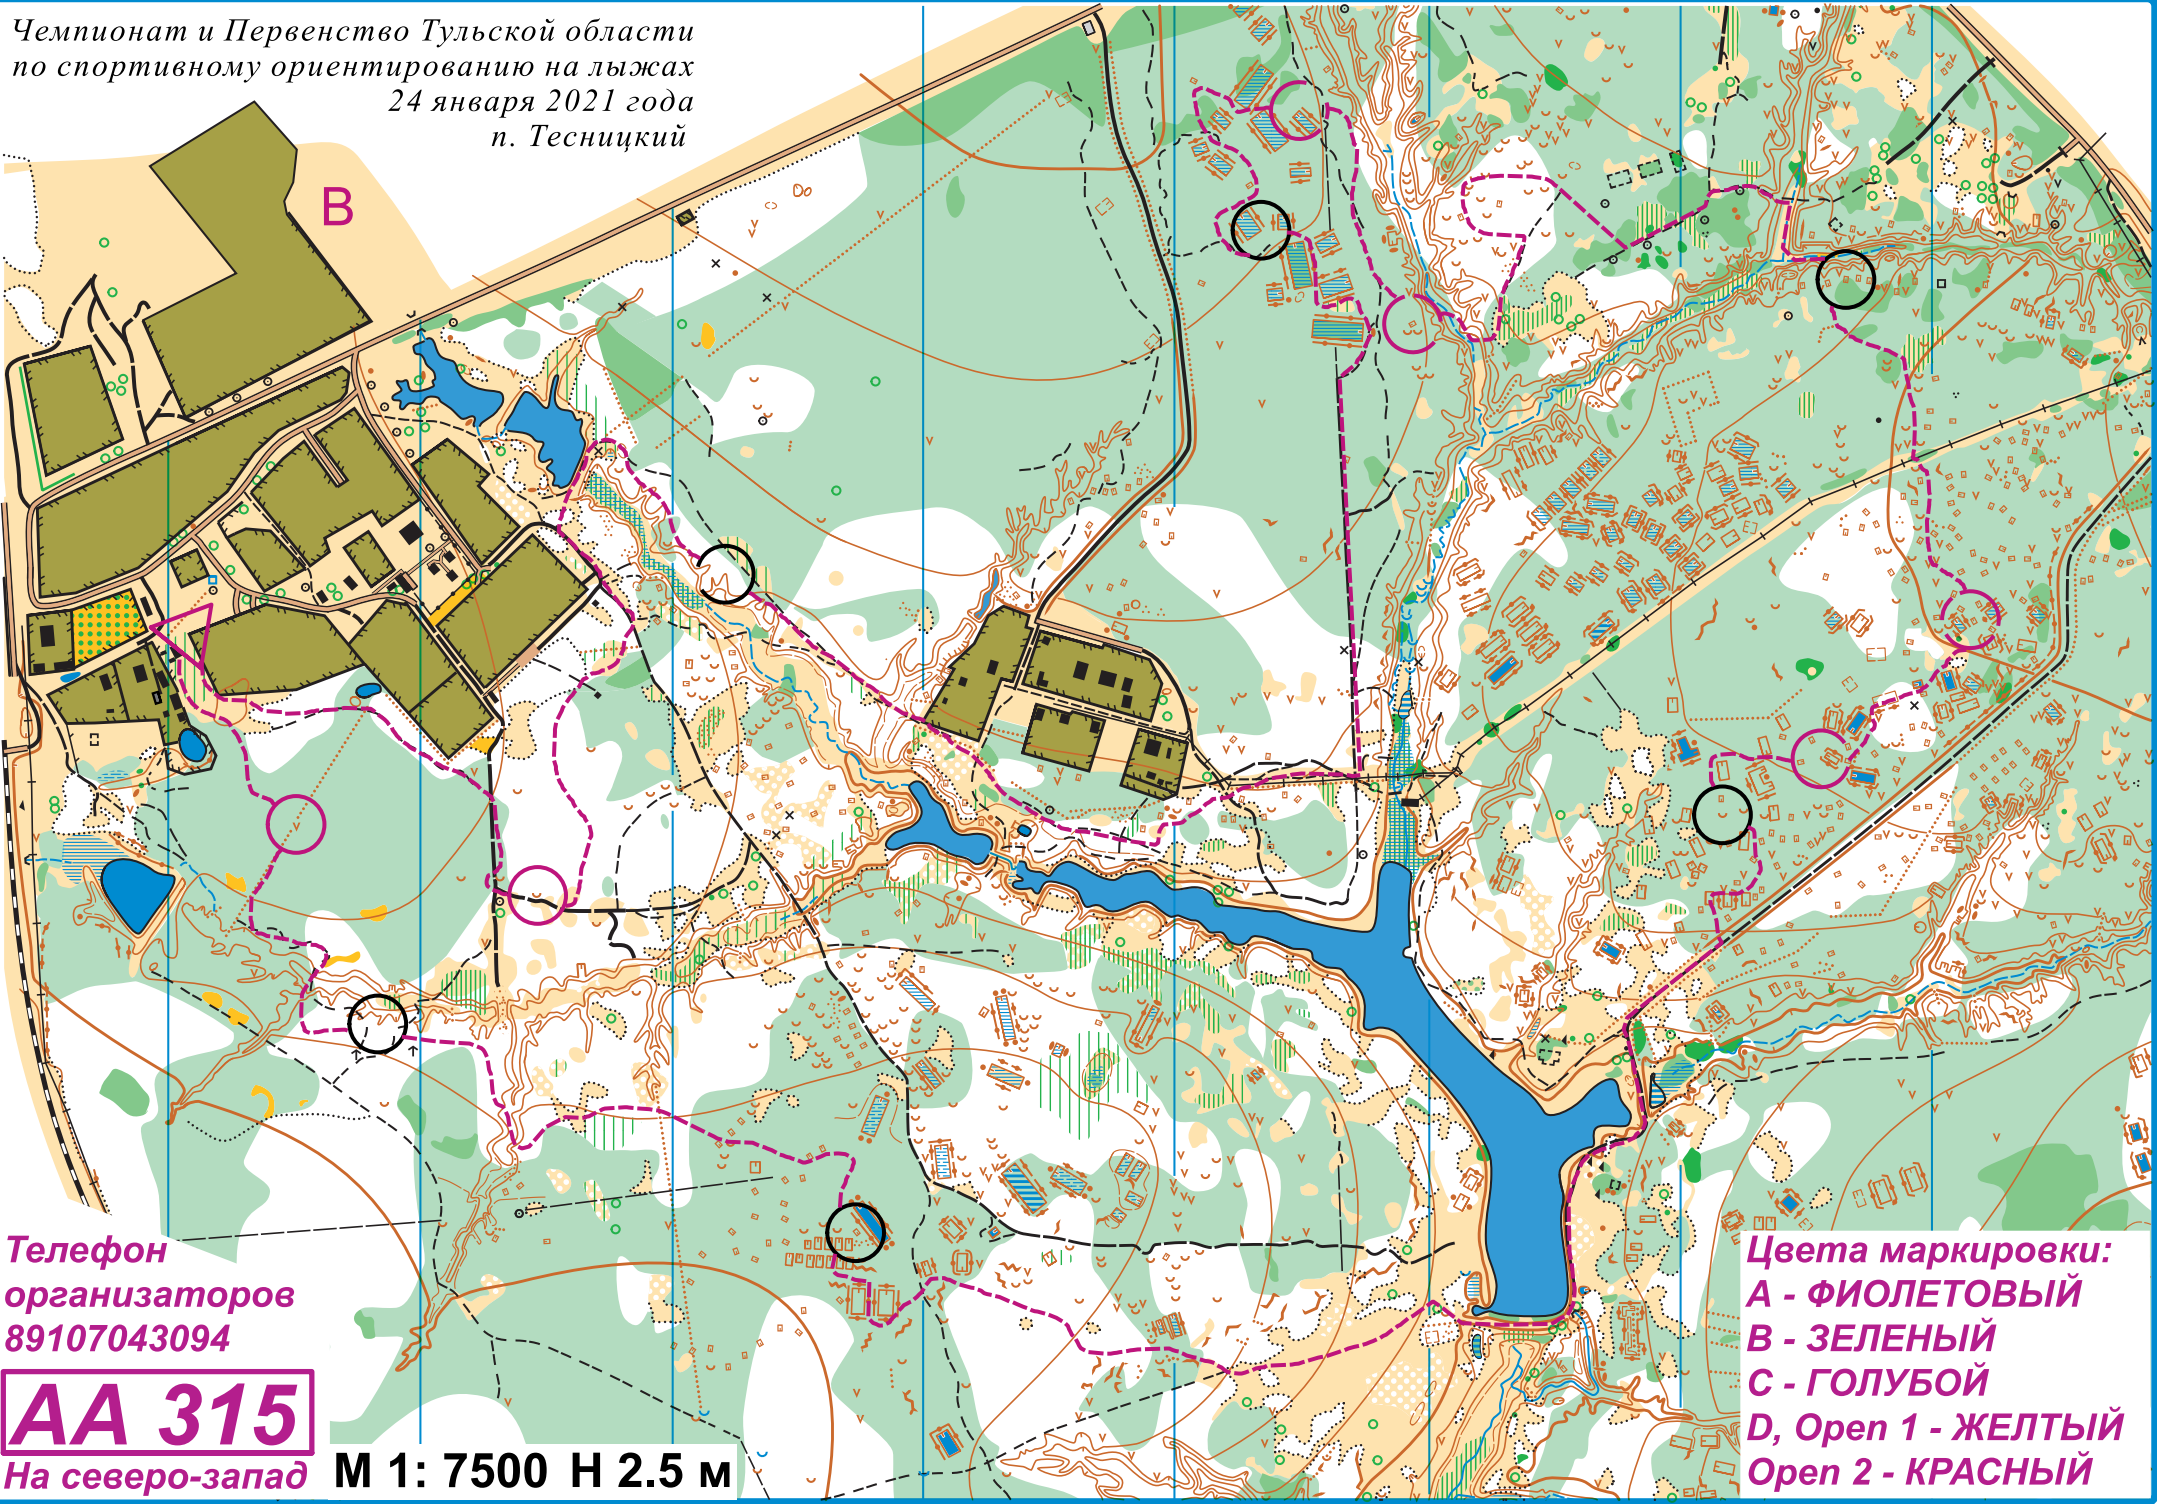 Чемпионат и Первенство Тульской области
по спортивному ориентированию на лыжах
24 января 2021 года
п. Тесницкий
B
Телефон
организаторов
89107043094
АА 315
На северо-запад
М 1: 7500 Н 2.5 м
Цвета маркировки:
А - ФИОЛЕТОВЫЙ
В - ЗЕЛЕНЫЙ
С - ГОЛУБОЙ
D, Open 1 - ЖЕЛТЫЙ
Open 2 - КРАСНЫЙ